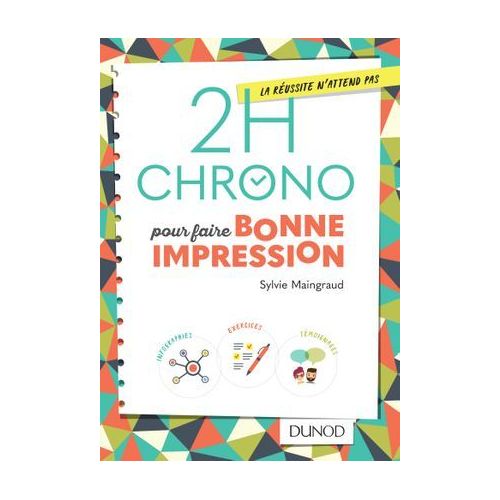 LA RÉUSSITE N'ATTEND PAS
2H
CHRONO
pour faire BONNE
IMPRESSION
Sylvie Maingraud
INFOGRAPHIES
EXERCICES
TÉMOIGNAGES
DUNOD